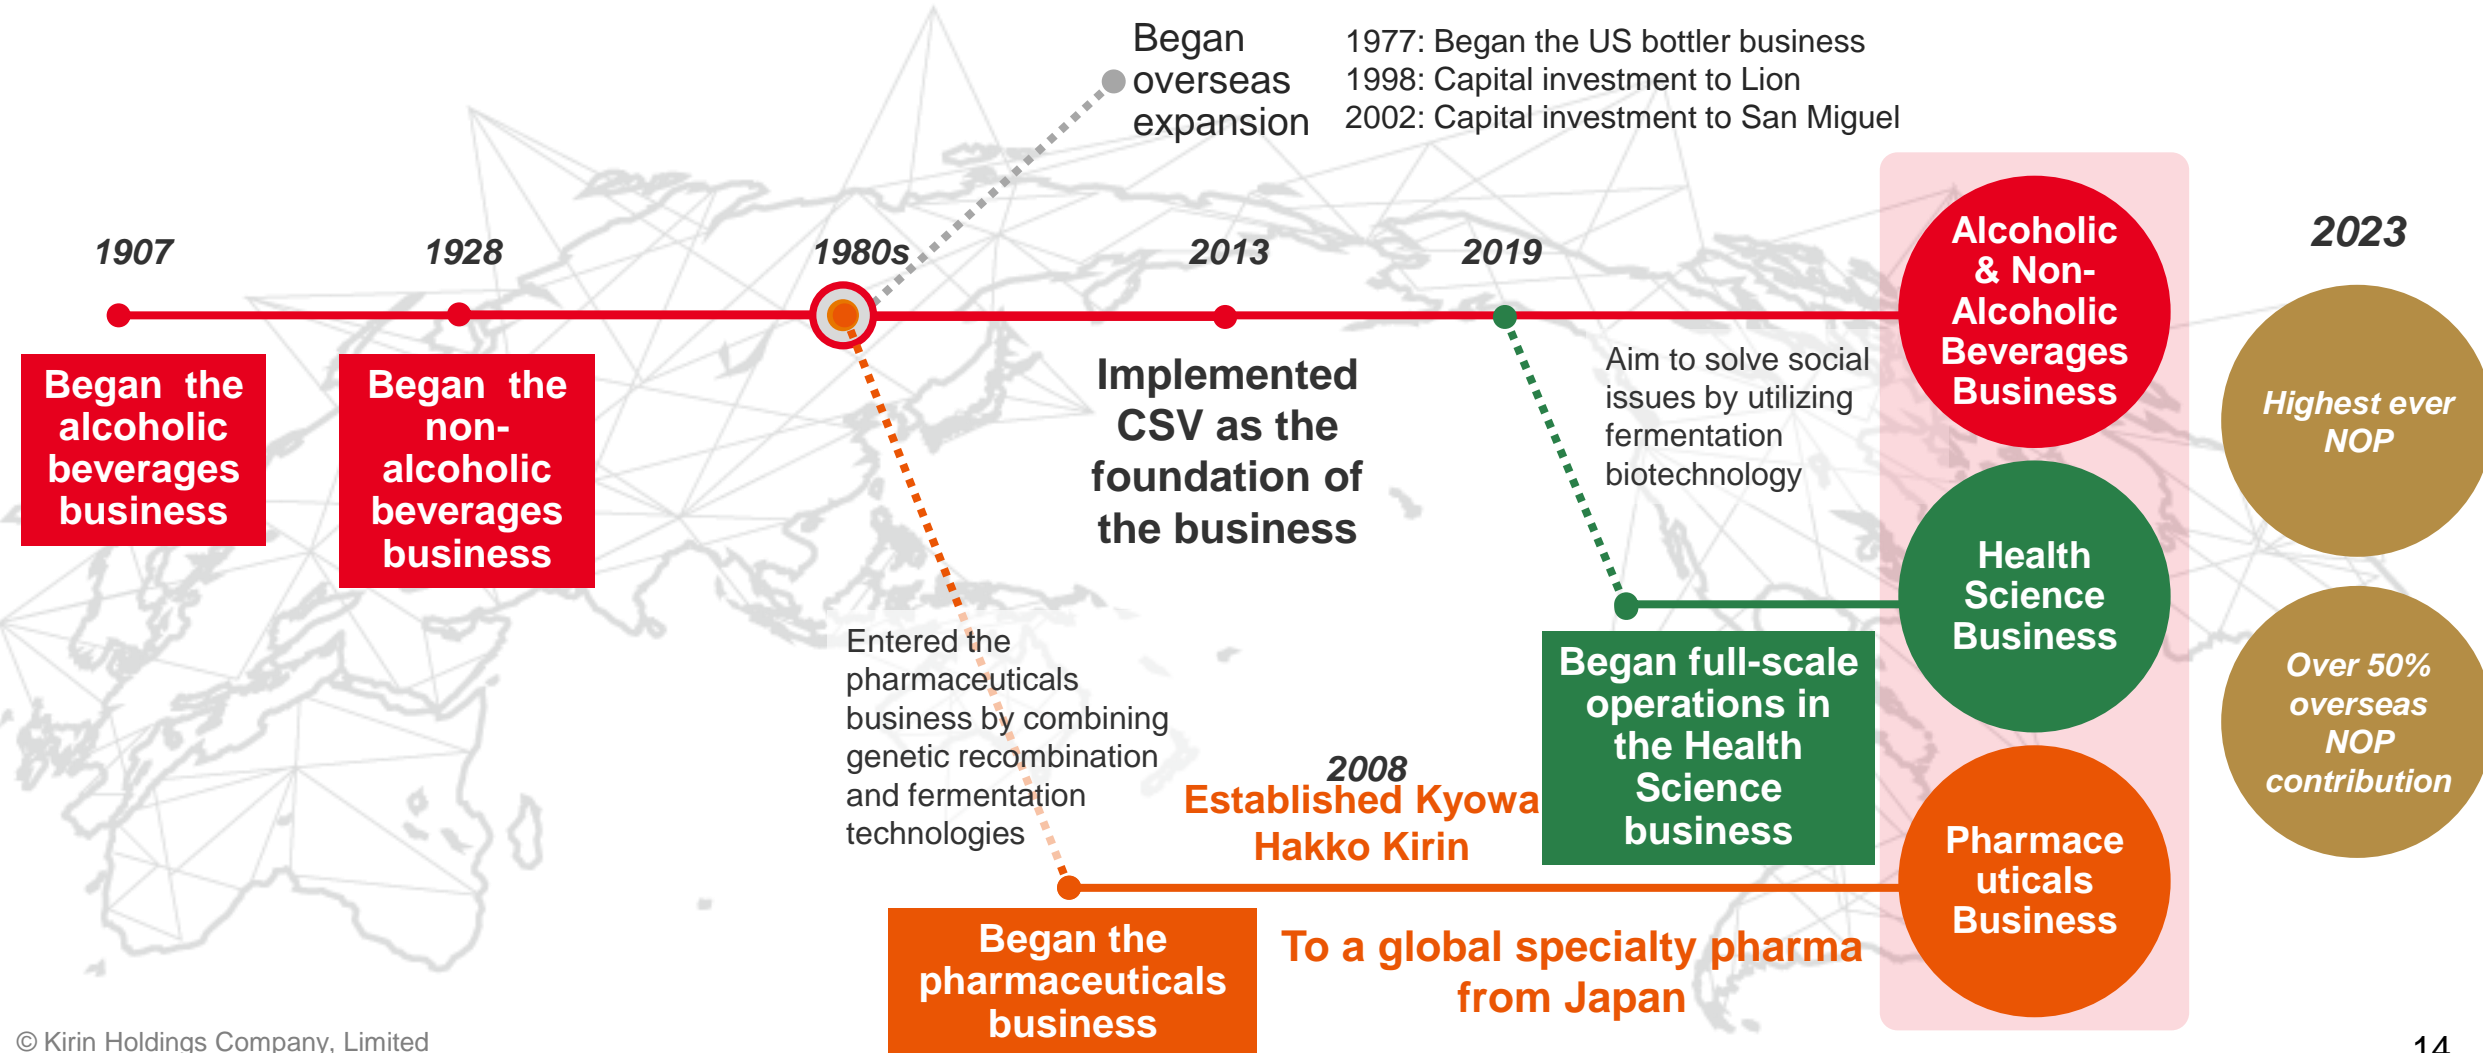 Began
overseas
expansion
1977: Began the US bottler business
1998: Capital investment to Lion
2002: Capital investment to San Miguel
1907
1928
1980s
2013
2019
2023
Began the
alcoholic
beverages
business
Began the
non-
alcoholic
beverages
business
Implemented
CSV as the
foundation of
the business
Aim to solve social
issues by utilizing
fermentation
biotechnology
Alcoholic
& Non-
Alcoholic
Beverages
Business
Highest ever
NOP
Entered the
pharmaceuticals
business by combining
genetic recombination
and fermentation
technologies
2008
Established Kyowa
Hakko Kirin
Began full-scale
operations in
the Health
Science
business
Health
Science
Business
Over 50%
overseas
NOP
contribution
Began the
pharmaceuticals
business
To a global specialty pharma
from Japan
Pharmace
uticals
Business
© Kirin Holdings Company, Limited
14